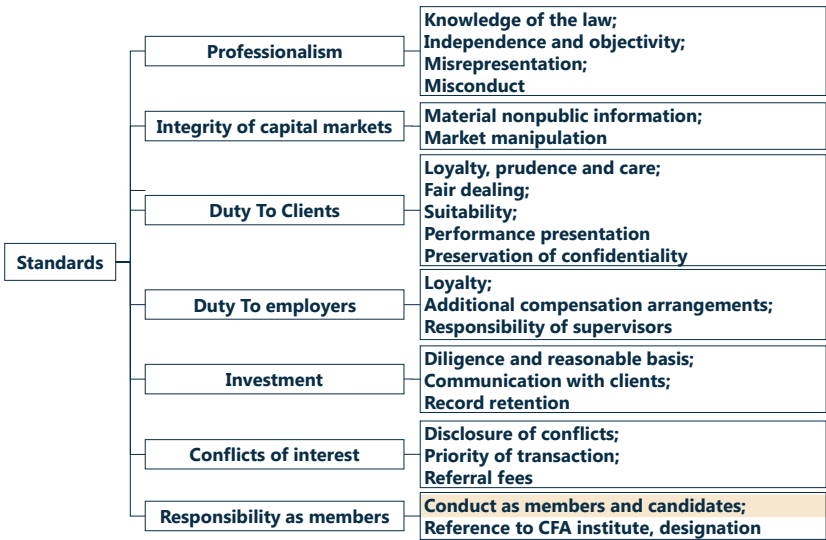 Standards
Professionalism
Knowledge of the law;
Independence and objectivity;
Misrepresentation;
Misconduct
Integrity of capital markets
Material nonpublic information;
Market manipulation
Duty To Clients
Loyalty, prudence and care;
Fair dealing;
Suitability;
Performance presentation
Preservation of confidentiality
Duty To employers
Loyalty;
Additional compensation arrangements;
Responsibility of supervisors
Investment
Diligence and reasonable basis;
Communication with clients;
Record retention
Conflicts of interest
Disclosure of conflicts;
Priority of transaction;
Referral fees
Responsibility as members
Conduct as members and candidates;
Reference to CFA institute, designation